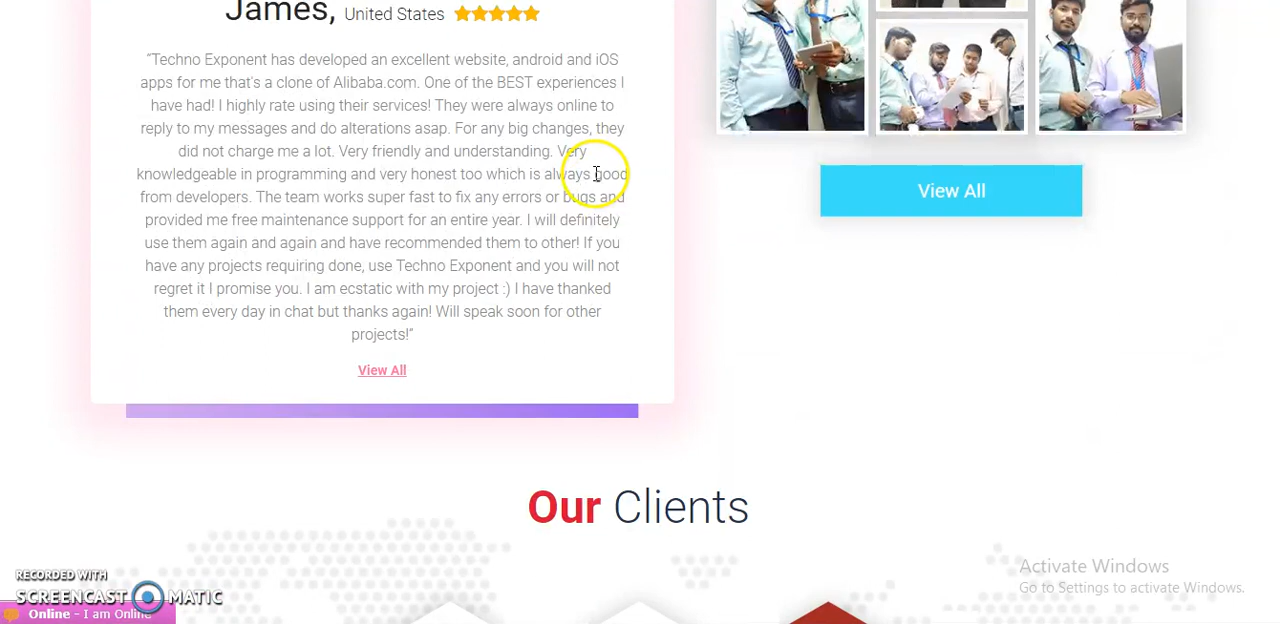 James, United States
“Techno Exponent has developed an excellent website, android and iOS
apps for me that's a clone of Alibaba.com. One of the BEST experiences I
have had! I highly rate using their services! They were always online to
reply to my messages and do alterations asap. For any big changes, they
did not charge me a lot. Very friendly and understanding. Very
knowledgeable in programming and very honest too which is always good
from developers. The team works super fast to fix any errors or bugs and
provided me free maintenance support for an entire year. I will definitely
use them again and again and have recommended them to other! If you
have any projects requiring done, use Techno Exponent and you will not
regret it I promise you. I am ecstatic with my project :) I have thanked
them every day in chat but thanks again! Will speak soon for other
projects!”
View All
View All
Our Clients
Activate Windows
Go to Settings to activate Windows.
RECORDED WITH
SCREENCAST MATIC
Online - I am Online